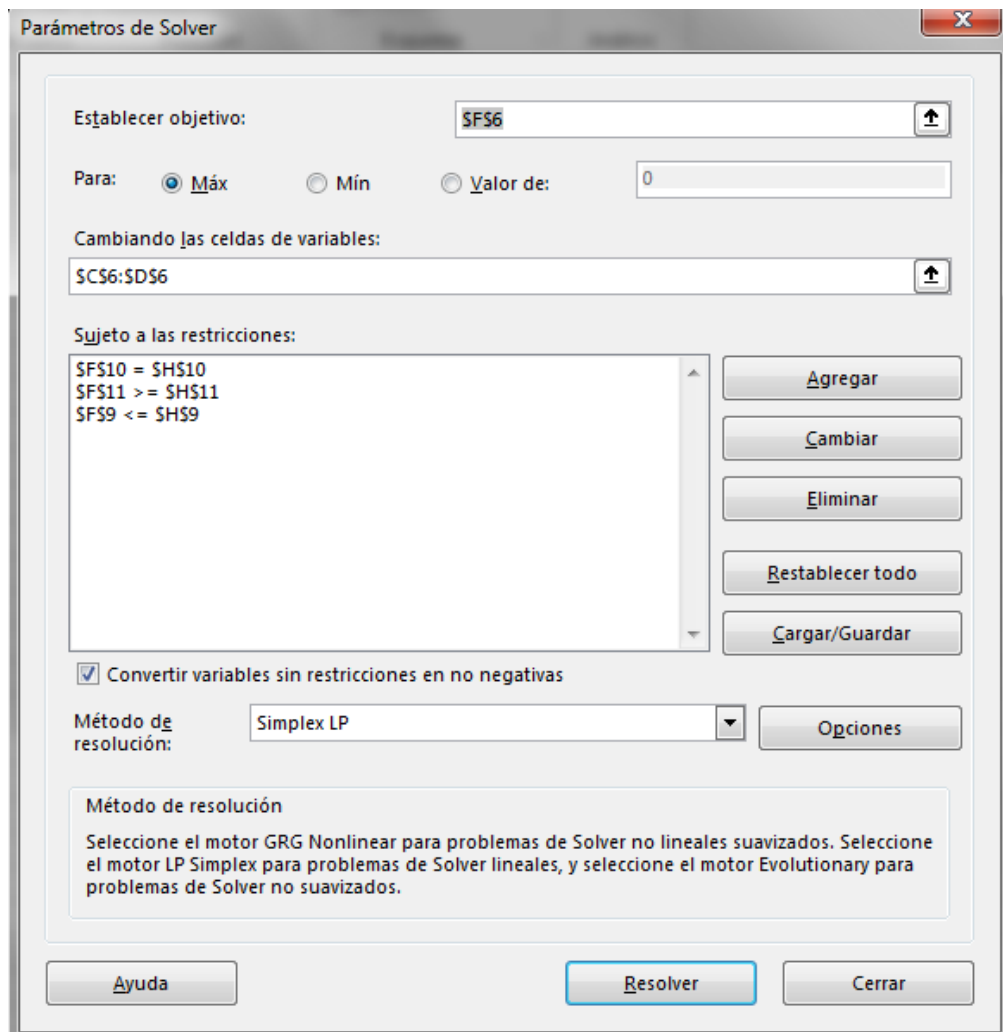 Parámetros de Solver
Establecer objetivo:
$F$6
Para:
Máx
Mín
Valor de:
0
Cambiando las celdas de variables:
$C$6:$D$6
Sujeto a las restricciones:
$F$10 = $H$10
$F$11 >= $H$11
$F$9 <= $H$9
Agregar
Cambiar
Eliminar
Restablecer todo
Cargar/Guardar
Convertir variables sin restricciones en no negativas
Método de
resolución:
Simplex LP
Opciones
Método de resolución
Seleccione el motor GRG Nonlinear para problemas de Solver no lineales suavizados. Seleccione
el motor LP Simplex para problemas de Solver lineales, y seleccione el motor Evolutionary para
problemas de Solver no suavizados.
Ayuda
Resolver
Cerrar